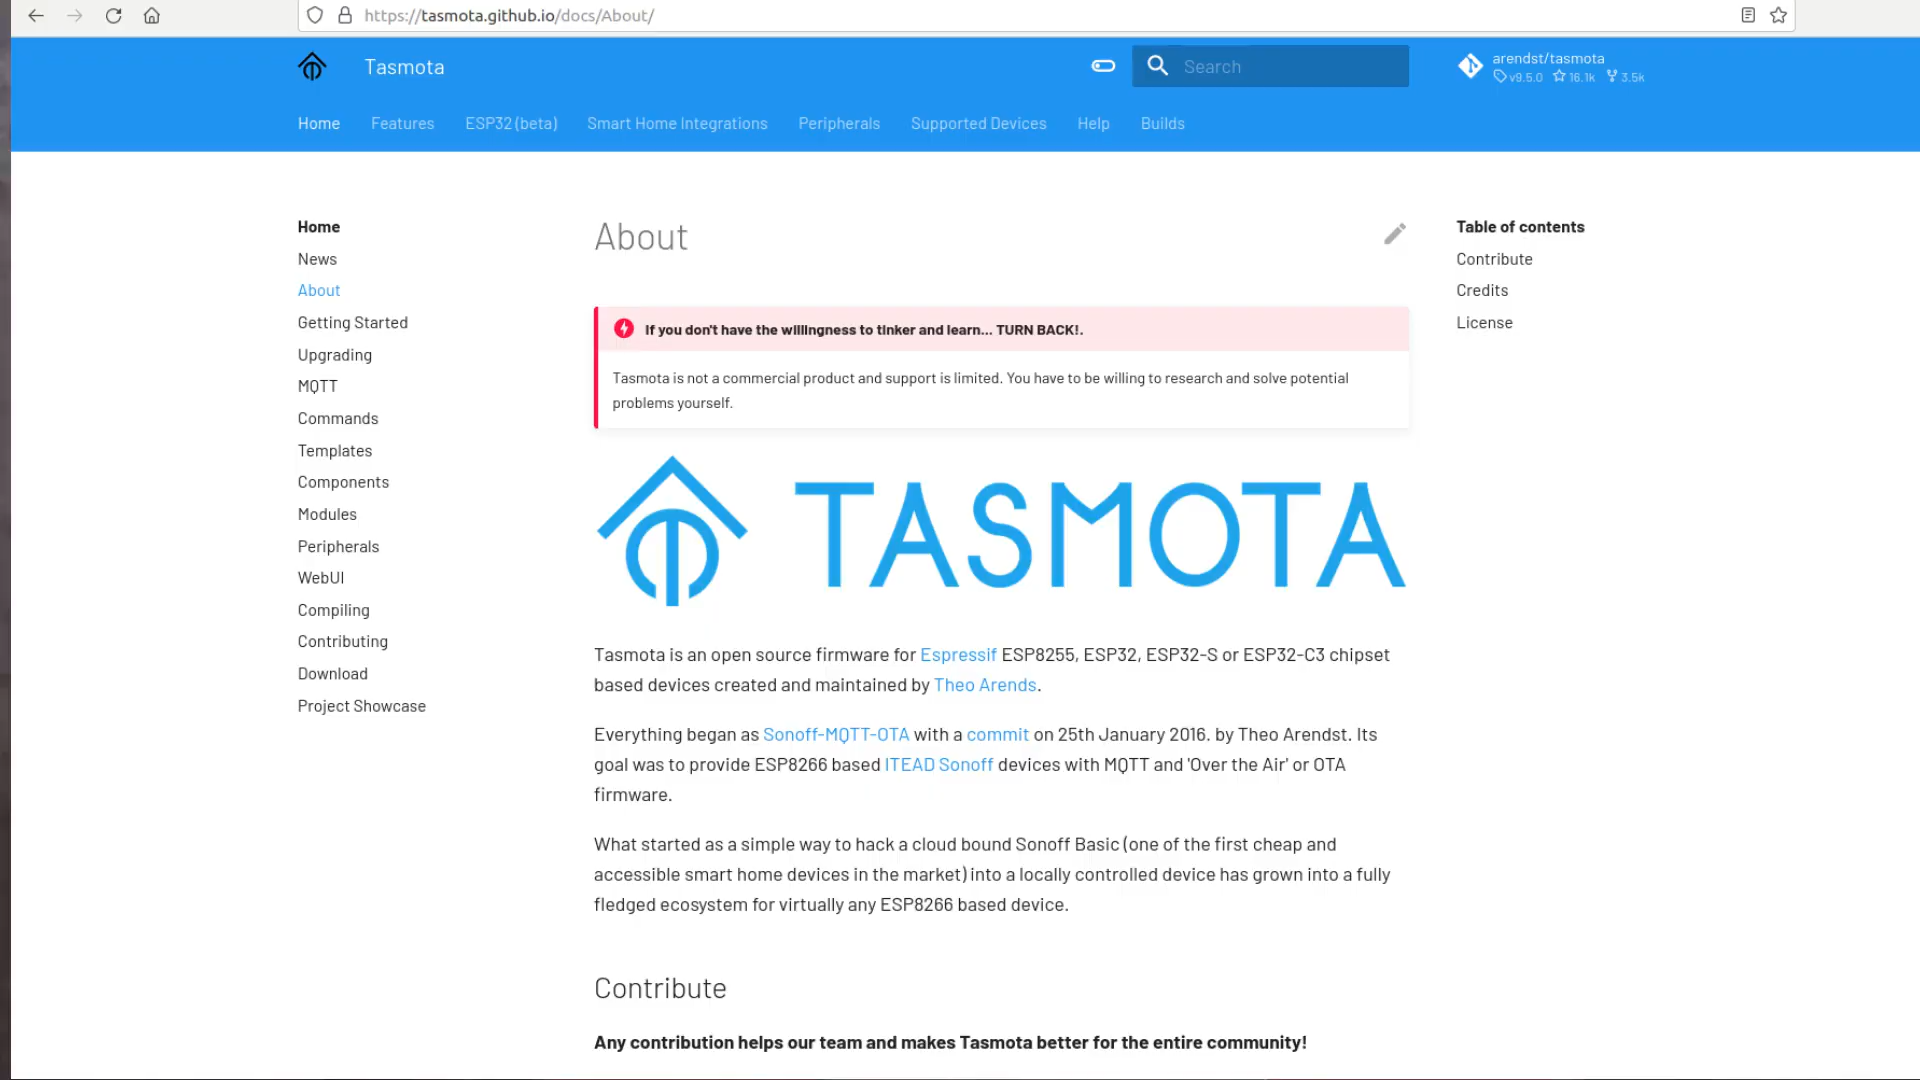 https://tasmota.github.io/docs/About/
Tasmota
Search
arendst/tasmota
v9.5.0 16.1k 3.5k
Home Features ESP32 (beta) Smart Home Integrations Peripherals Supported Devices Help Builds
Home
News
About
Getting Started
Upgrading
MQTT
Commands
Templates
Components
Modules
Peripherals
WebUI
Compiling
Contributing
Download
Project Showcase
About
If you don't have the willingness to tinker and learn... TURN BACK!.
Tasmota is not a commercial product and support is limited. You have to be willing to research and solve potential
problems yourself.
TASMOTA
Tasmota is an open source firmware for Espressif ESP8255, ESP32, ESP32-S or ESP32-C3 chipset
based devices created and maintained by Theo Arends.
Everything began as Sonoff-MQTT-OTA with a commit on 25th January 2016. by Theo Arendst. Its
goal was to provide ESP8266 based ITEAD Sonoff devices with MQTT and 'Over the Air' or OTA
firmware.
What started as a simple way to hack a cloud bound Sonoff Basic (one of the first cheap and
accessible smart home devices in the market) into a locally controlled device has grown into a fully
fledged ecosystem for virtually any ESP8266 based device.
Contribute
Any contribution helps our team and makes Tasmota better for the entire community!
Table of contents
Contribute
Credits
License